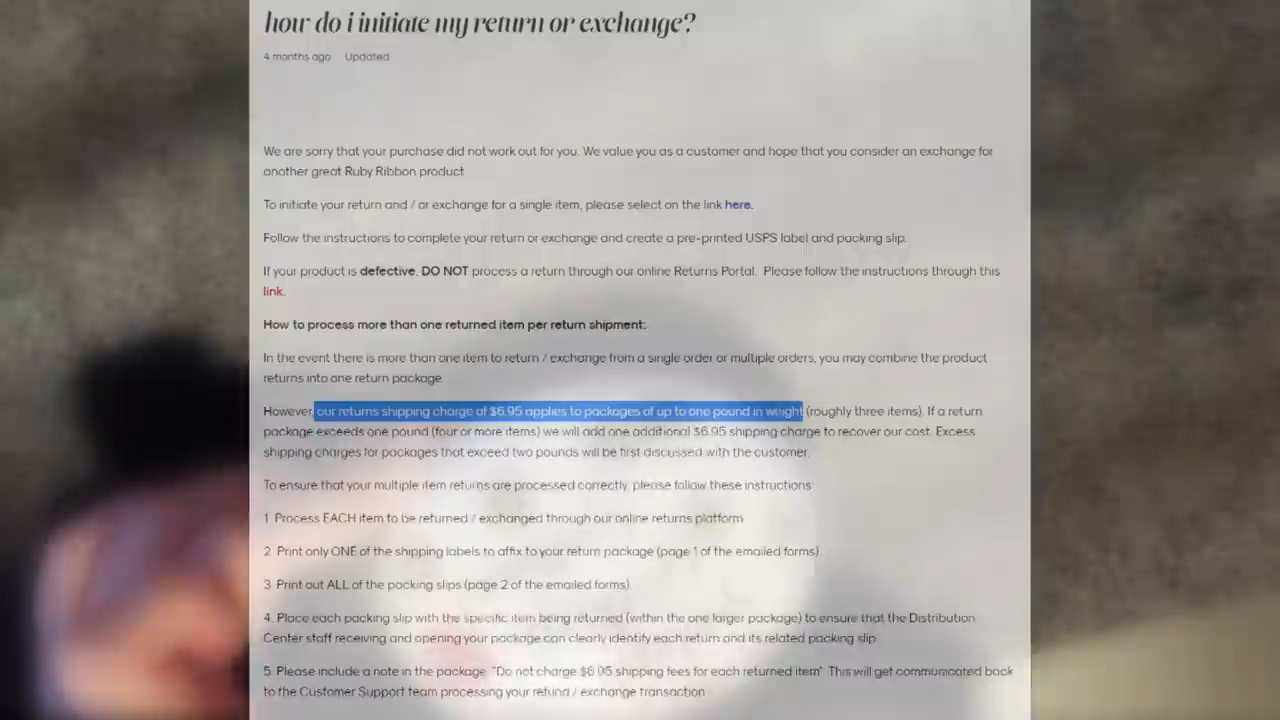 how do i initiate my return or exchange?
4 months ago Updated
We are sorry that your purchase did not work out for you. We value you as a customer and hope that you consider an exchange for
another great Ruby Ribbon product
To initiate your return and / or exchange for a single item, please select on the link here.
Follow the instructions to complete your return or exchange and create a pre-printed USPS label and packing slip.
If your product is defective, DO NOT process a return through our online Returns Portal. Please follow the instructions through this
link.
How to process more than one returned item per return shipment:
In the event there is more than one item to return / exchange from a single order or multiple orders, you may combine the product
returns into one return package
However, our returns shipping charge of $6.95 applies to packages of up to one pound in weight (roughly three items). If a return
package exceeds one pound (four or more items) we will add one additional $6.95 shipping charge to recover our cost. Excess
shipping charges for packages that exceed two pounds will be first discussed with the customer.
To ensure that your multiple item returns are processed correctly, please follow these instructions:
1 Process EACH item to be returned / exchanged through our online returns platform
2. Print only ONE of the shipping labels to affix to your return package (page 1 of the emailed forms).
3 Print out ALL of the packing slips (page 2 of the emailed forms).
4. Place each packing slip with the specific item being returned (within the one larger package) to ensure that the Distribution
Center staff receiving and opening your package can clearly identify each return and its related packing slip
5. Please include a note in the package. "Do not charge $6.95 shipping fees for each returned item" This will get communicated back
to the Customer Support team processing your refund / exchange transaction